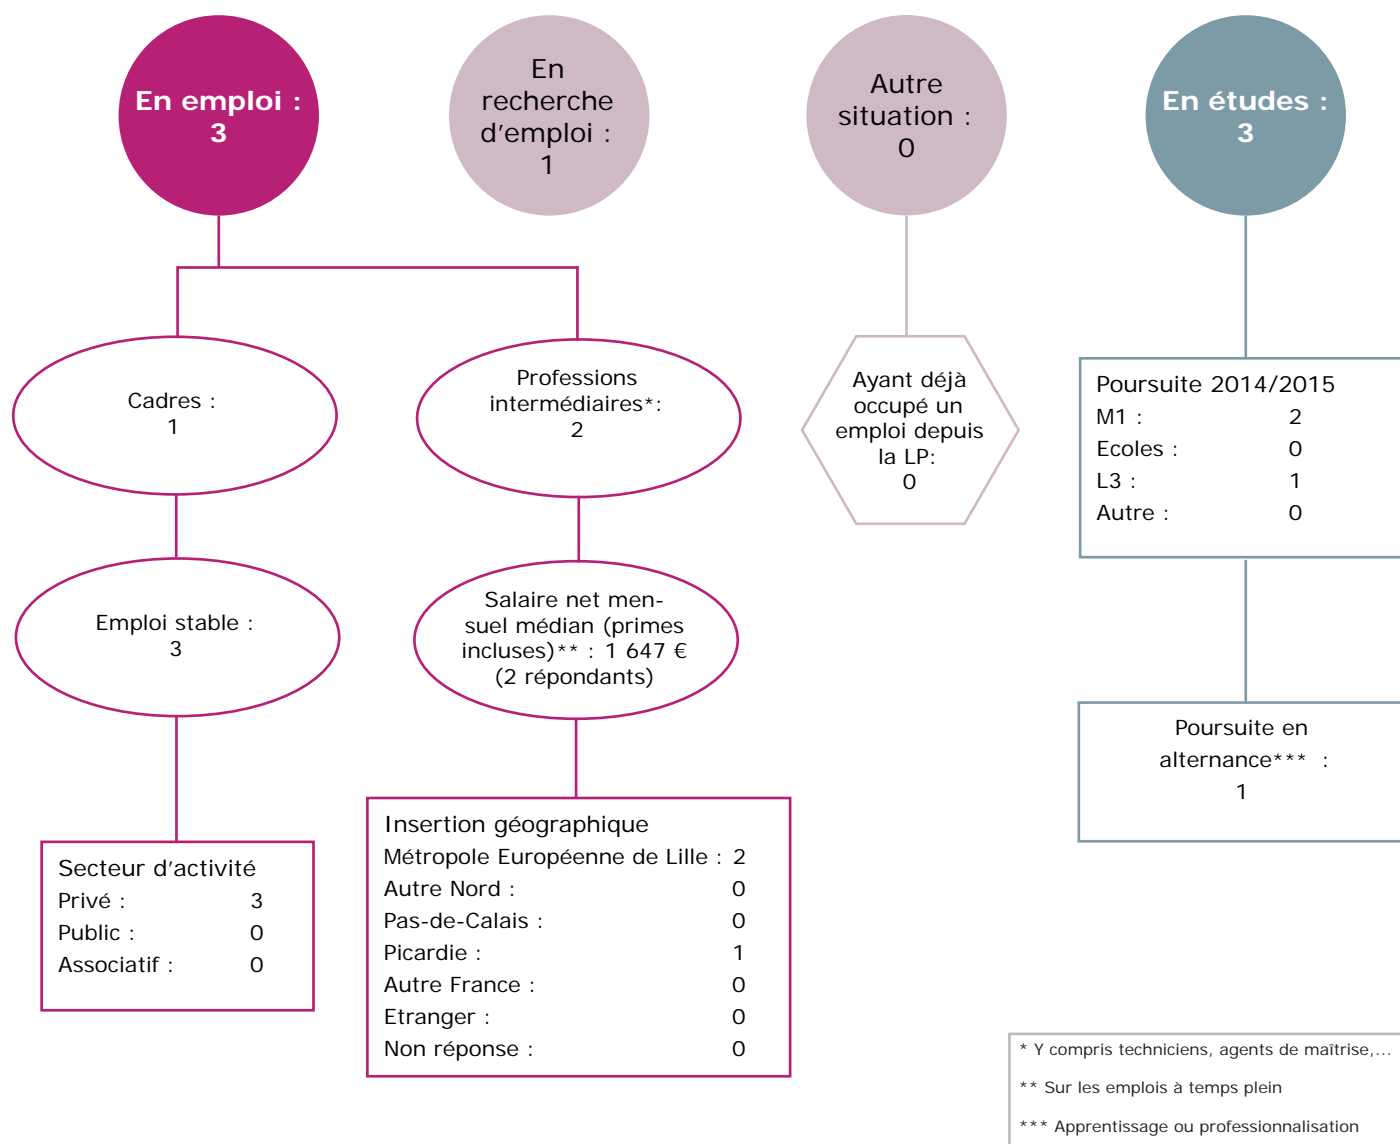 En emploi :
3
En
recherche
d'emploi :
1
Autre
situation :
0
En études :
3
Cadres :
1
Professions
intermédiaires*:
2
Ayant déjà
occupé un
emploi depuis
la LP:
0
Poursuite 2014/2015
M1 : 2
Ecoles : 0
L3 : 1
Autre : 0
Emploi stable :
3
Salaire net men-
suel médian (primes
incluses)** : 1 647 €
(2 répondants)
Poursuite en
alternance*** :
1
Secteur d'activité
Privé : 3
Public : 0
Associatif : 0
Insertion géographique
Métropole Européenne de Lille : 2
Autre Nord : 0
Pas-de-Calais : 0
Picardie : 1
Autre France : 0
Etranger : 0
Non réponse : 0
* Y compris techniciens, agents de maîtrise,...
** Sur les emplois à temps plein
*** Apprentissage ou professionnalisation